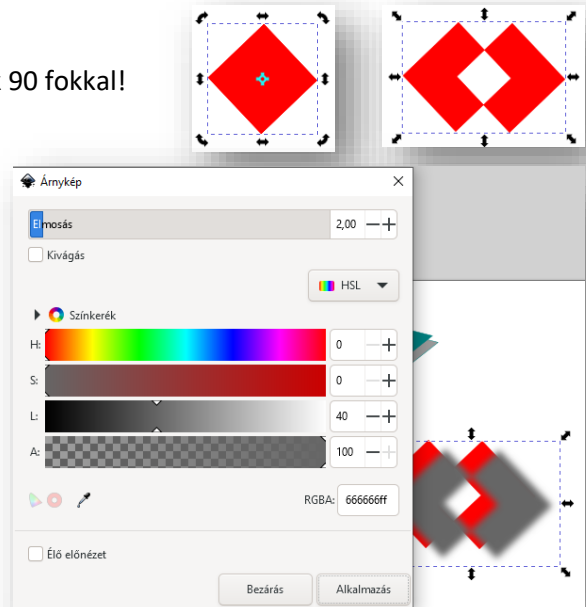 90 fokkal!
Árnykép
Elmosás 2,00
Kivágás
HSL
Színkerék
H: 0
S: 0
L: 40
A: 100
RGBA: 666666ff
Élő előnézet
Bezárás Alkalmazás